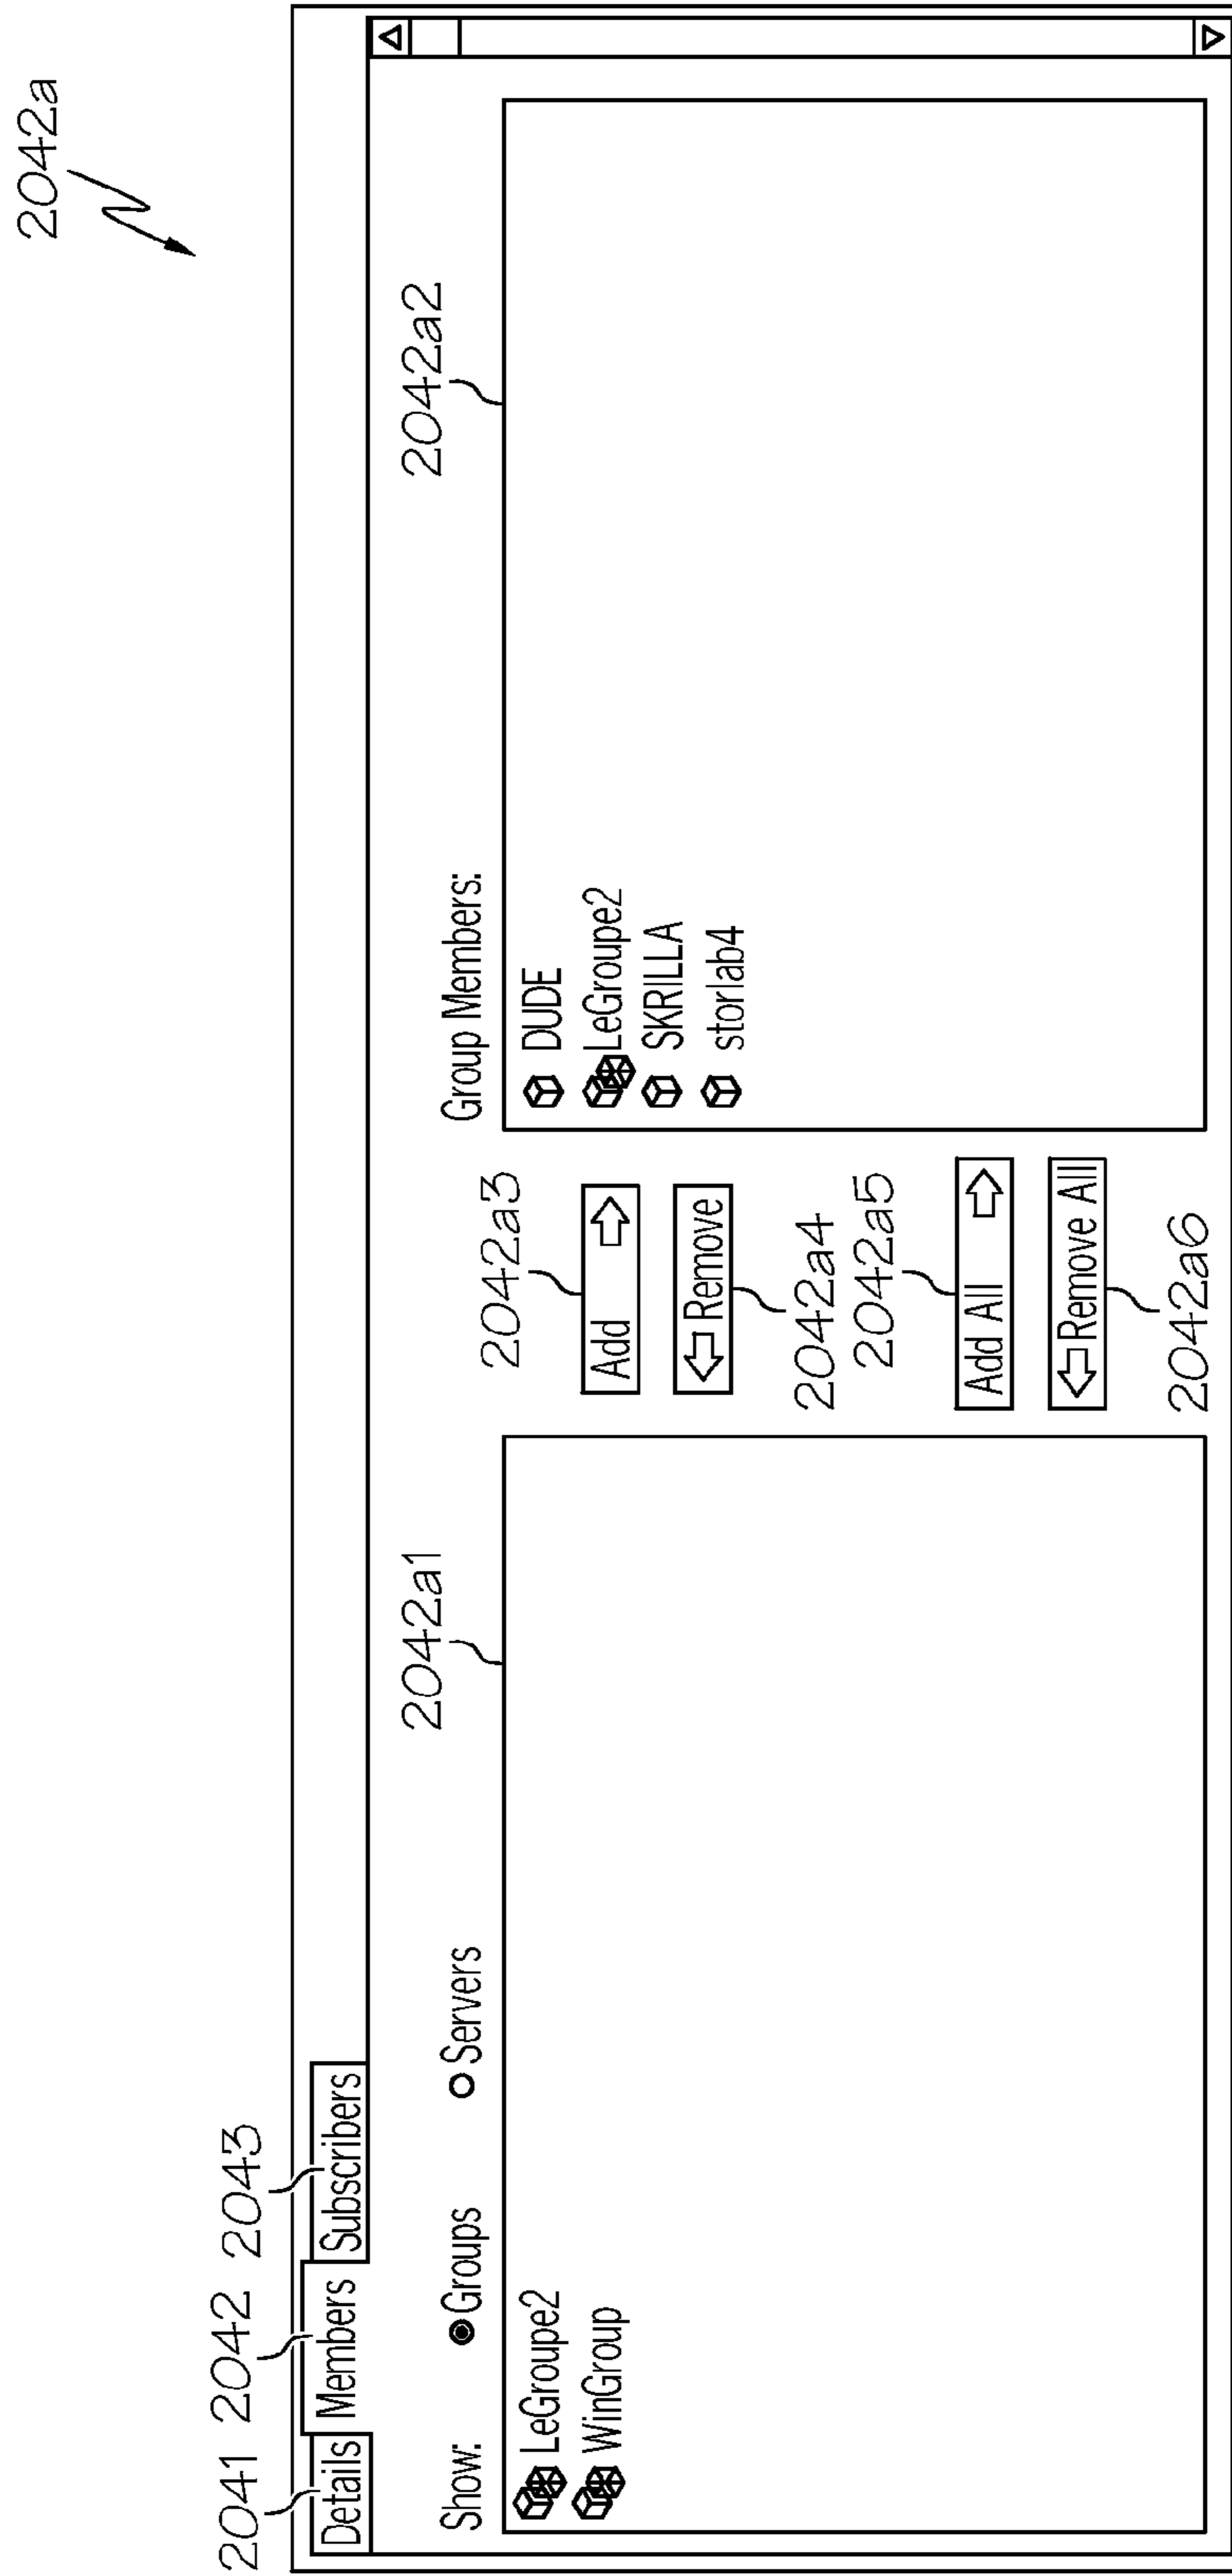 2042a
2041 2042 2043
Details Members Subscribers
Show: Groups Servers
2042a1
LeGroupe2
WinGroup
2042a3
Add
Remove
2042a4
2042a5
Add All
Remove All
2042a6
Group Members:
2042a2
DUDE
LeGroupe2
SKRILLA
storlab4